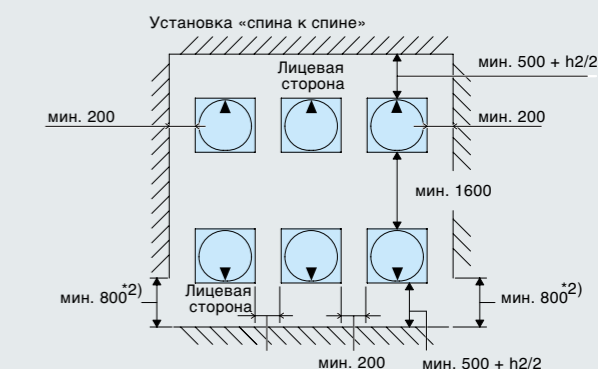 Установка «спина к спине»
мин. 500 + h2/2
Лицевая
сторона
мин. 200
мин. 200
мин. 1600
мин. 800*2)
Лицевая
сторона
мин. 800*2)
мин. 200
мин. 500 + h2/2